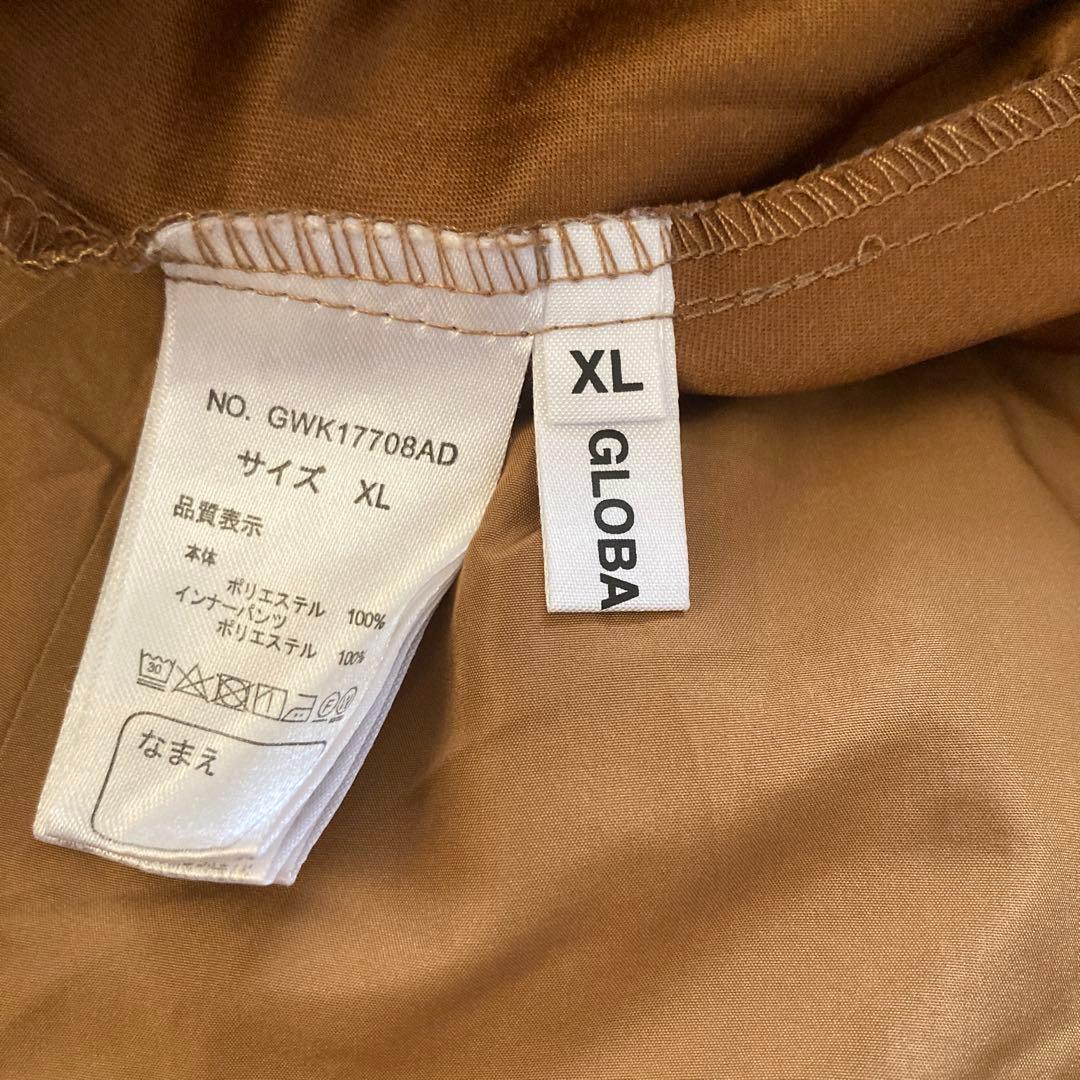 NO. GWK17708AD
サイズ XL
品質表示
本体
ポリエステル 100%
インナーパンツ
ポリエステル 100%
30
F
なまえ
XL
GLOBA